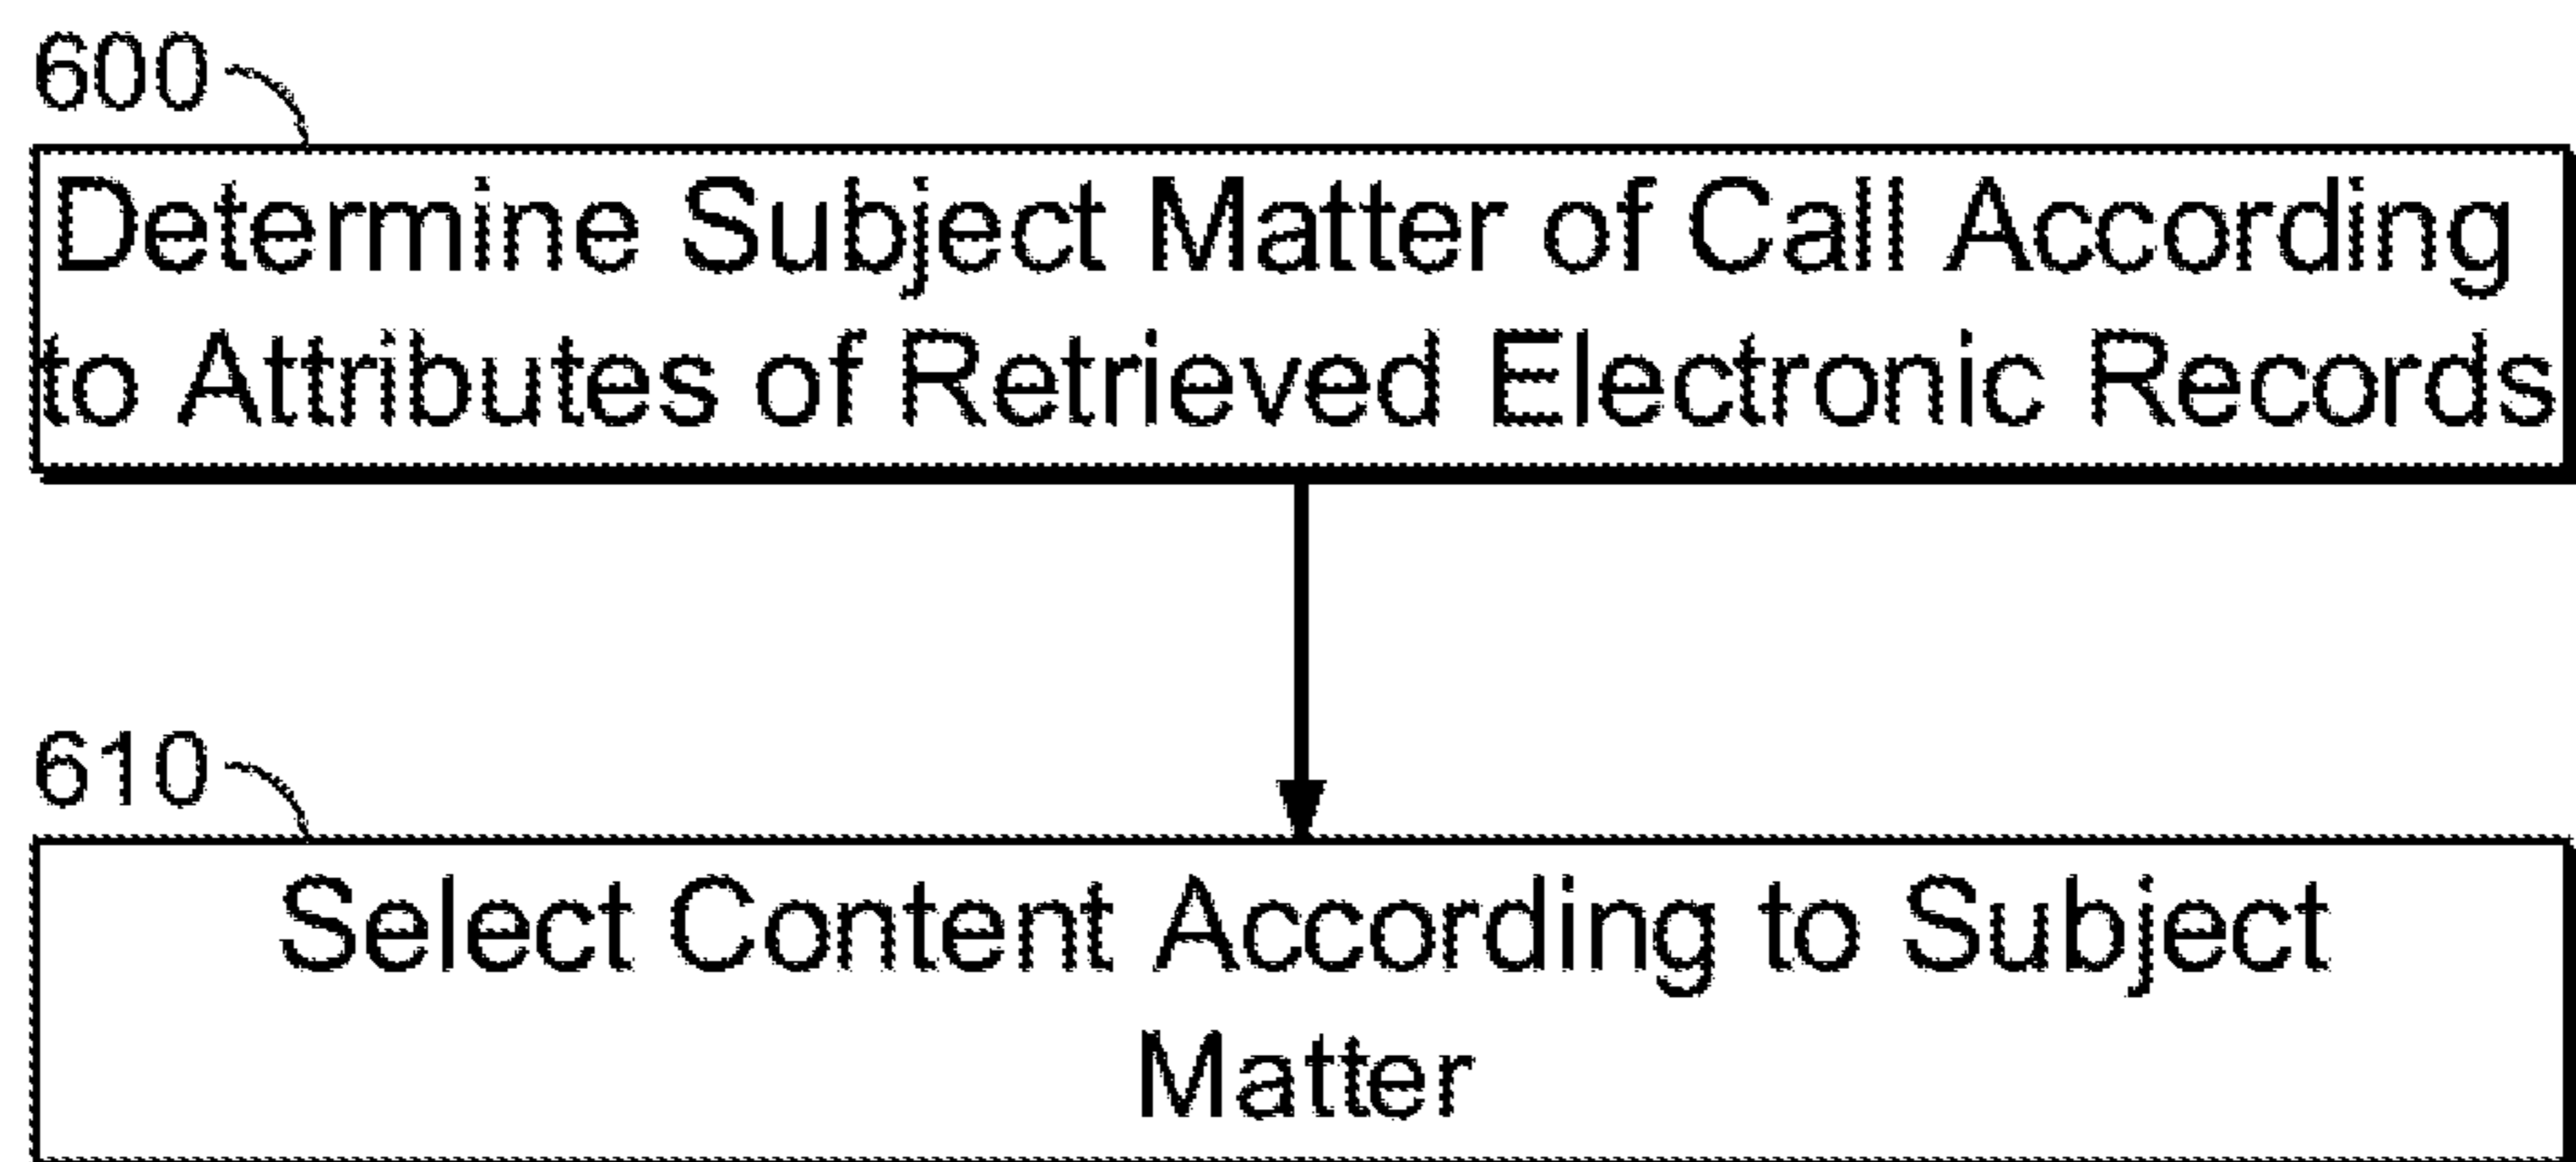 600
Determine Subject Matter of Call According
to Attributes of Retrieved Electronic Records
610
Select Content According to Subject
Matter